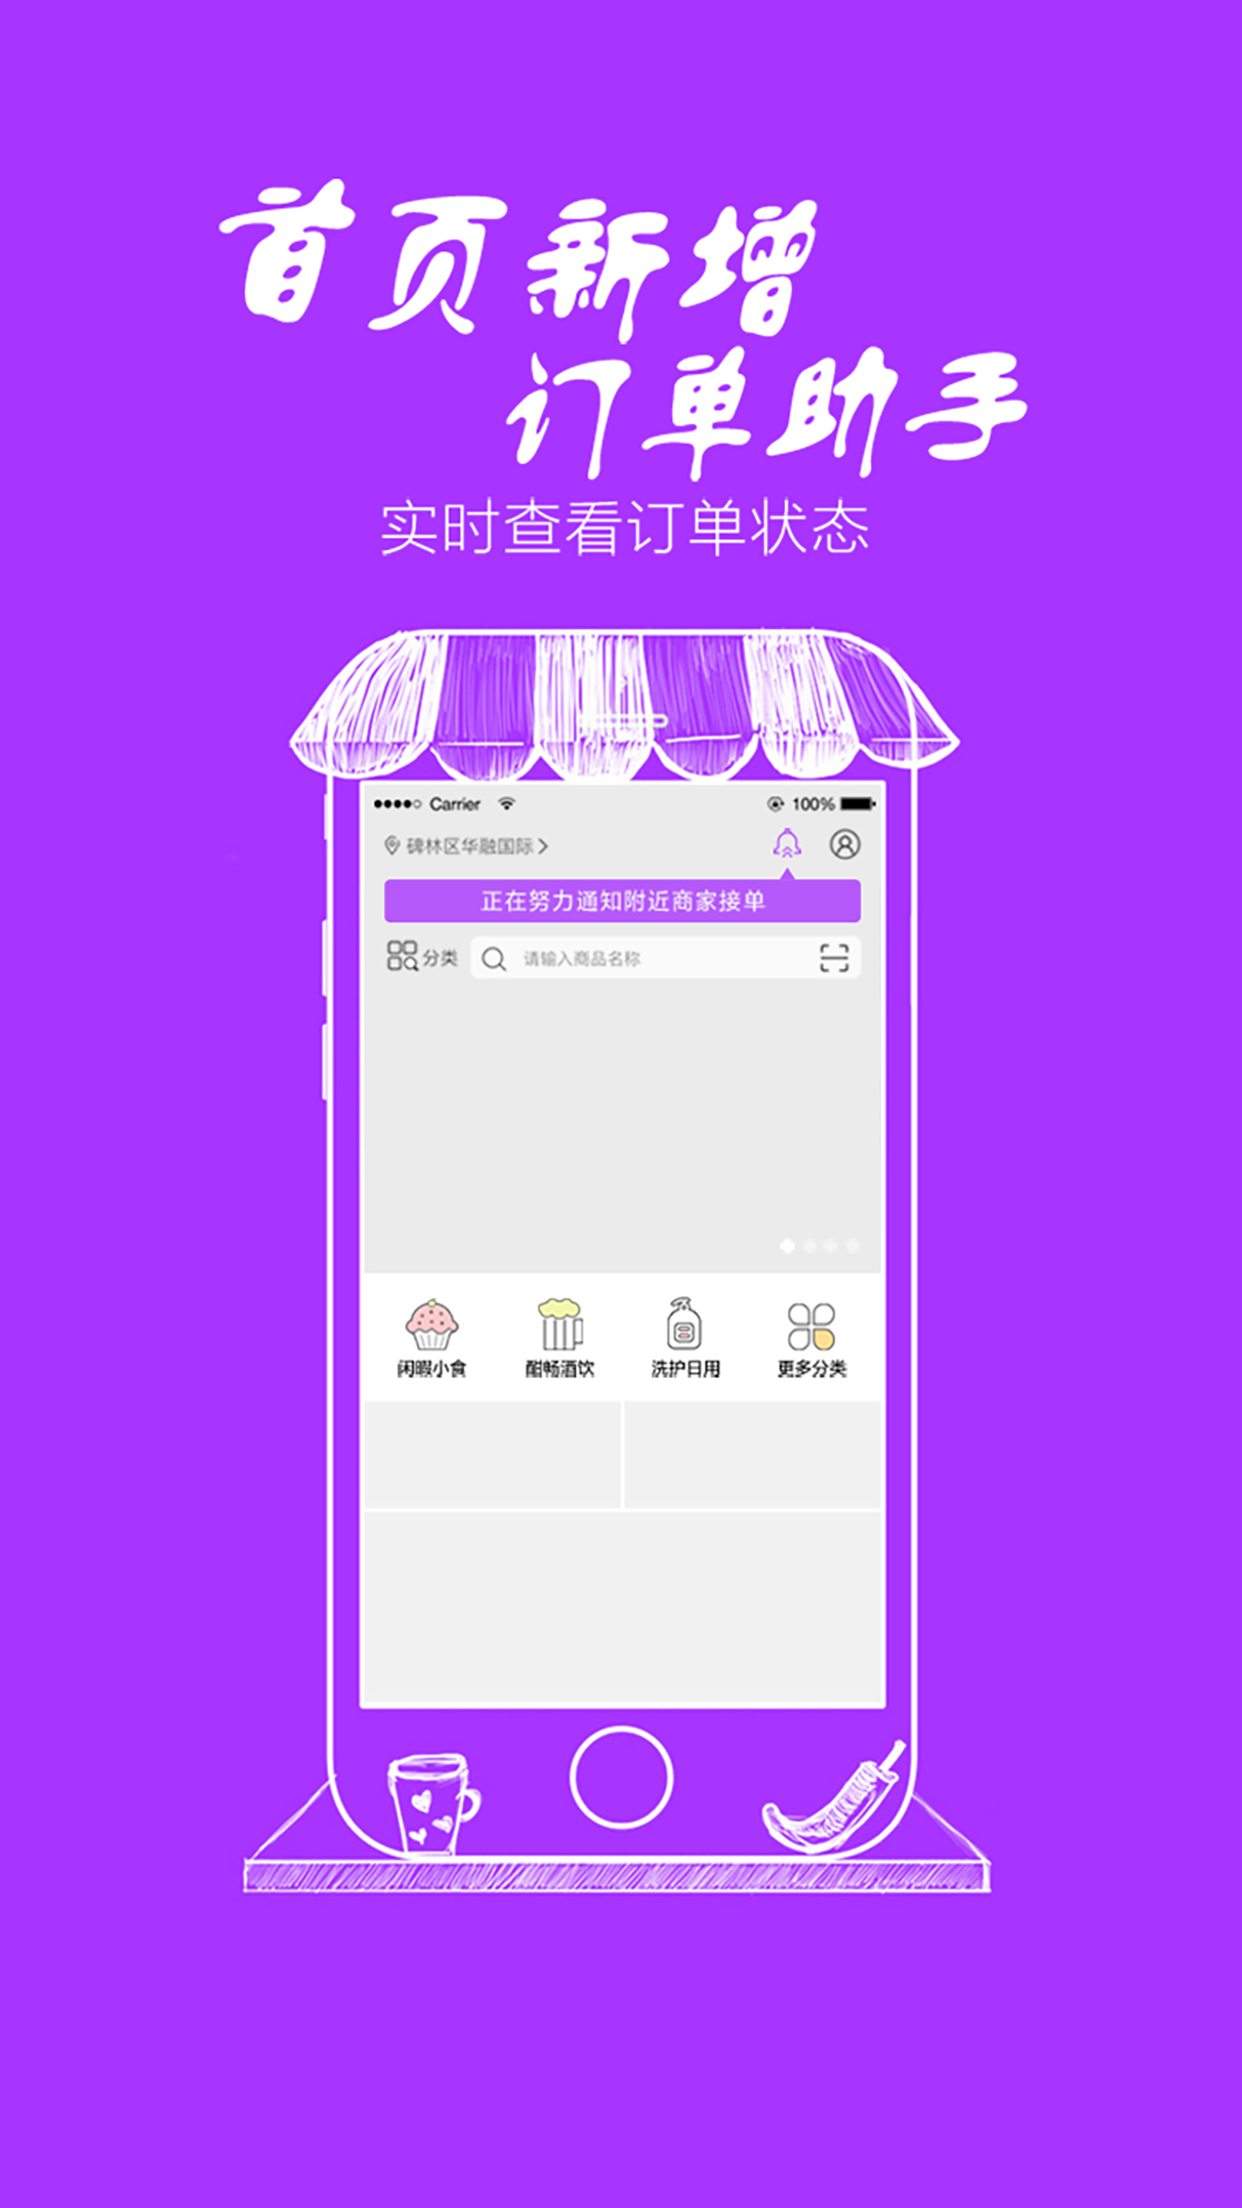 首页新增
订单助手
实时查看订单状态
Carrier 100%
碑林区华融国际
正在努力通知附近商家接单
分类 请输入商品名称
闲暇小食 酣畅酒饮 洗护日用 更多分类